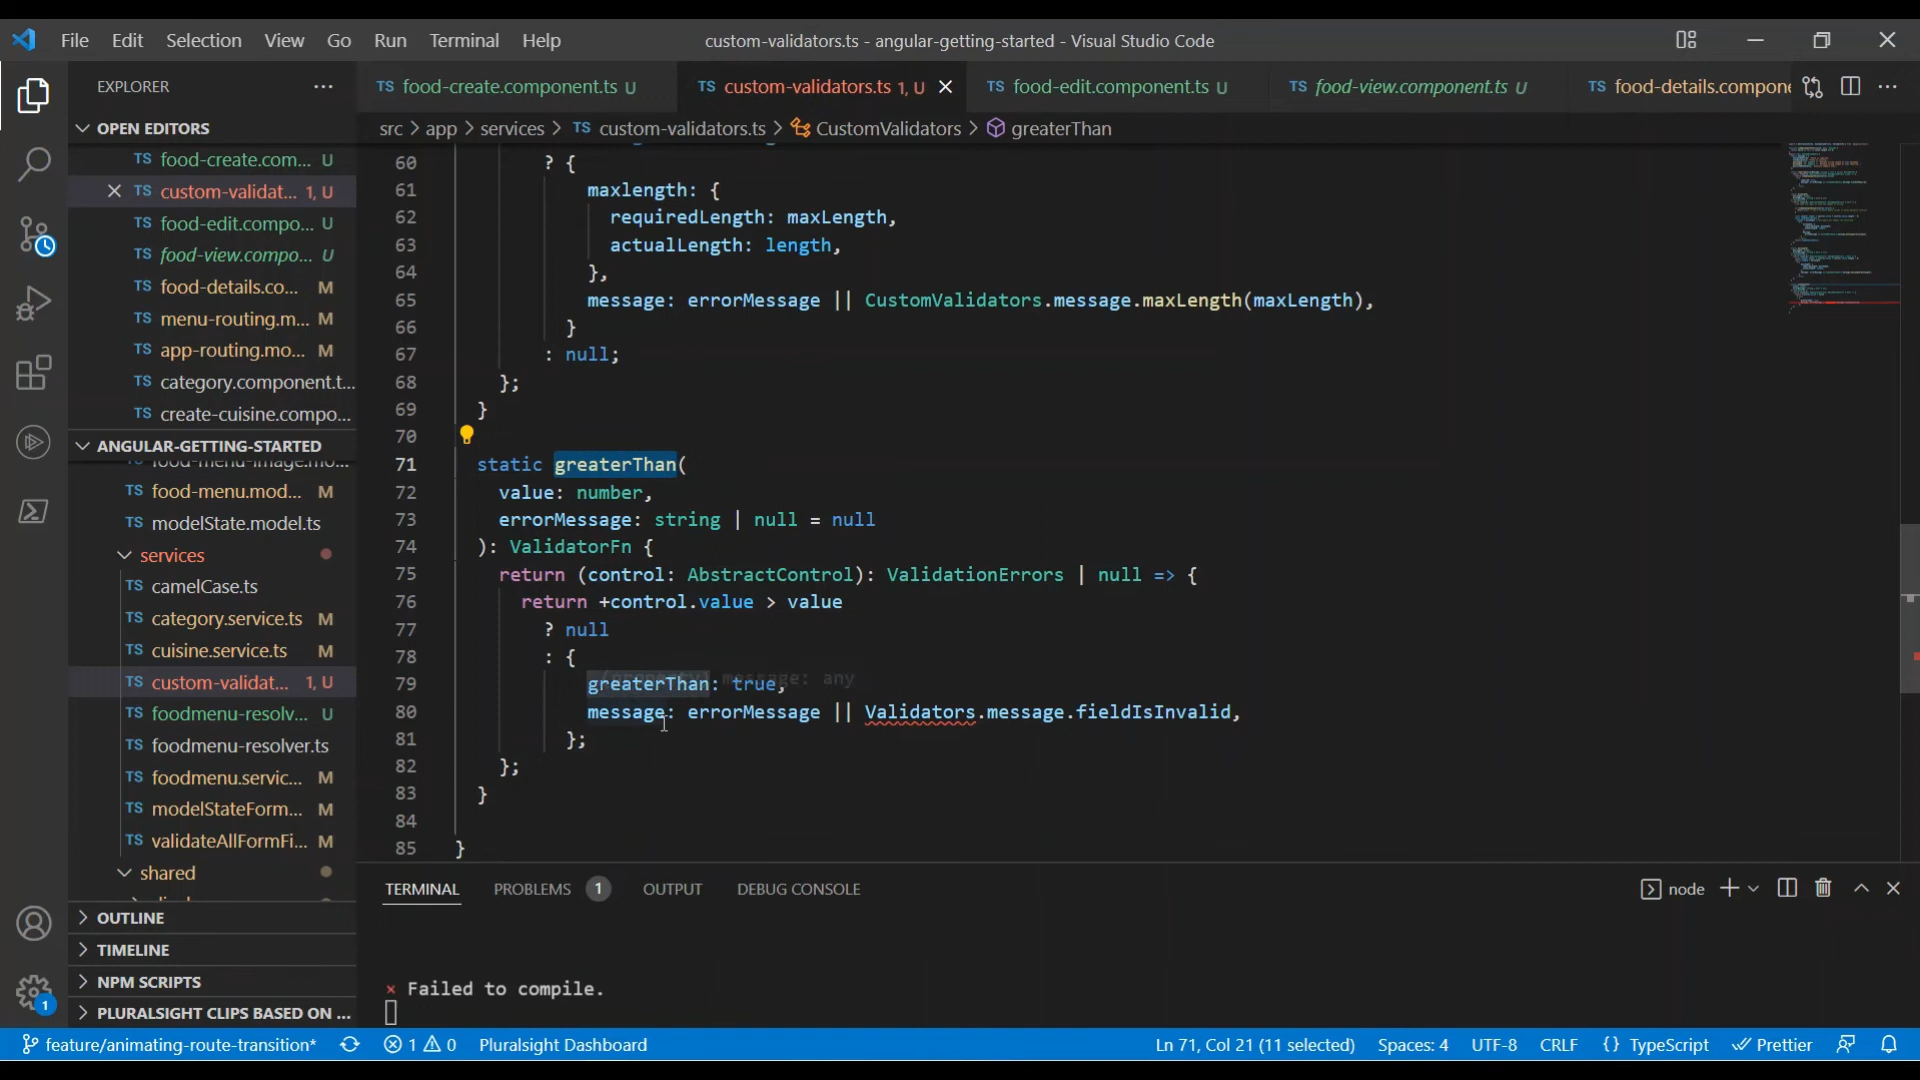 File Edit Selection View Go Run Terminal Help
custom-validators.ts - angular-getting-started - Visual Studio Code
EXPLORER ...
TS food-create.component.ts U
TS custom-validators.ts 1, U
TS food-edit.component.ts U
TS food-view.component.ts U
TS food-details.compone
OPEN EDITORS
TS food-create.com... U
TS custom-validat... 1, U
TS food-edit.compo... U
TS food-view.compo... U
TS food-details.co... M
TS menu-routing.m... M
TS app-routing.mo... M
TS category.component.t...
TS create-cuisine.compo...
ANGULAR-GETTING-STARTED
food-menu-image.mo...
TS food-menu.mod... M
TS modelState.model.ts
services
TS camelCase.ts
TS category.service.ts M
TS cuisine.service.ts M
TS custom-validat... 1, U
TS foodmenu-resolv... U
TS foodmenu-resolver.ts
TS foodmenu.servic... M
TS modelStateForm... M
TS validateAllFormFi... M
shared
OUTLINE
TIMELINE
NPM SCRIPTS
PLURALSIGHT CLIPS BASED ON ...
src > app > services > TS custom-validators.ts > CustomValidators > greaterThan
60 ? {
61 maxlength: {
62 requiredLength: maxLength,
63 actualLength: length,
64 },
65 message: errorMessage || CustomValidators.message.maxLength(maxLength),
66 }
67 : null;
68 };
69 }
70
71 static greaterThan(
72 value: number,
73 errorMessage: string | null = null
74 ): ValidatorFn {
75 return (control: AbstractControl): ValidationErrors | null => {
76 return +control.value > value
77 ? null
78 : {
(property) message: any
79 greaterThan: true,
80 message: errorMessage || Validators.message.fieldIsInvalid,
81 };
82 };
83 }
84
85 }
TERMINAL PROBLEMS 1 OUTPUT DEBUG CONSOLE
node
× Failed to compile.
1
feature/animating-route-transition* 1 0 Pluralsight Dashboard
Ln 71, Col 21 (11 selected) Spaces: 4 UTF-8 CRLF {} TypeScript Prettier